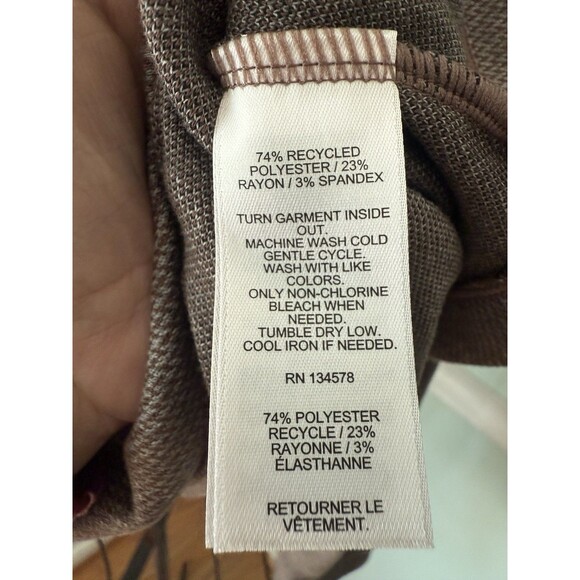 74% RECYCLED
POLYESTER / 23%
RAYON / 3% SPANDEX
TURN GARMENT INSIDE
OUT.
MACHINE WASH COLD
GENTLE CYCLE.
WASH WITH LIKE
COLORS.
ONLY NON-CHLORINE
BLEACH WHEN
NEEDED.
TUMBLE DRY LOW.
COOL IRON IF NEEDED.
RN 134578
74% POLYESTER
RECYCLE / 23%
RAYONNE / 3%
ÉLASTHANNE
RETOURNER LE
VÊTEMENT.